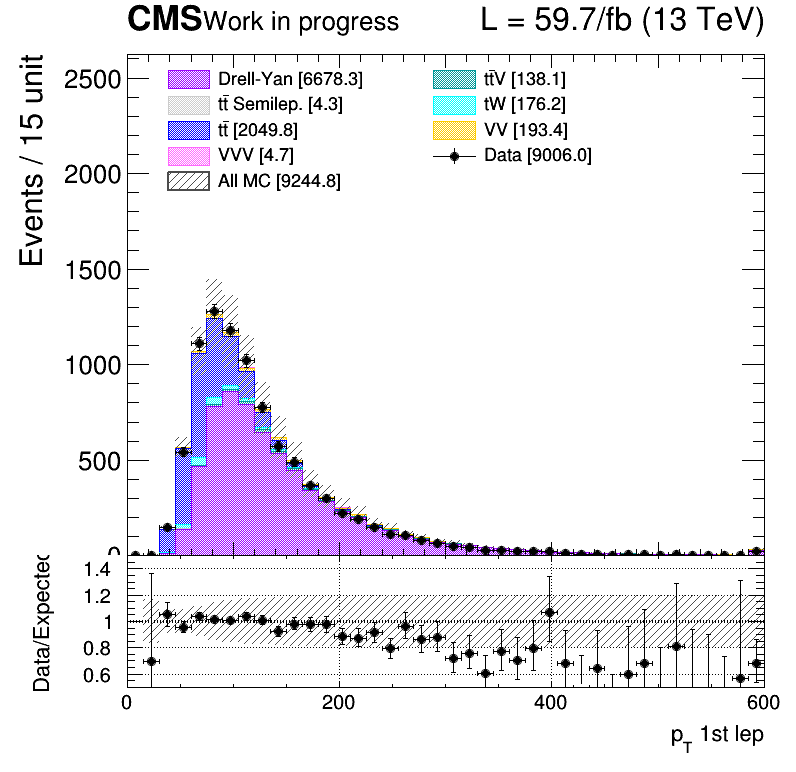 CMS Work in progress L = 59.7/fb (13 TeV)
Events / 15 unit
2500
2000
1500
1000
500
0
Drell-Yan [6678.3]
tt̄ Semilep. [4.3]
tt̄ [2049.8]
VVV [4.7]
All MC [9244.8]
tt̄V [138.1]
tW [176.2]
VV [193.4]
Data [9006.0]
Data/Expected
1.4
1.2
1
0.8
0.6
0 200 400 600
pT 1st lep